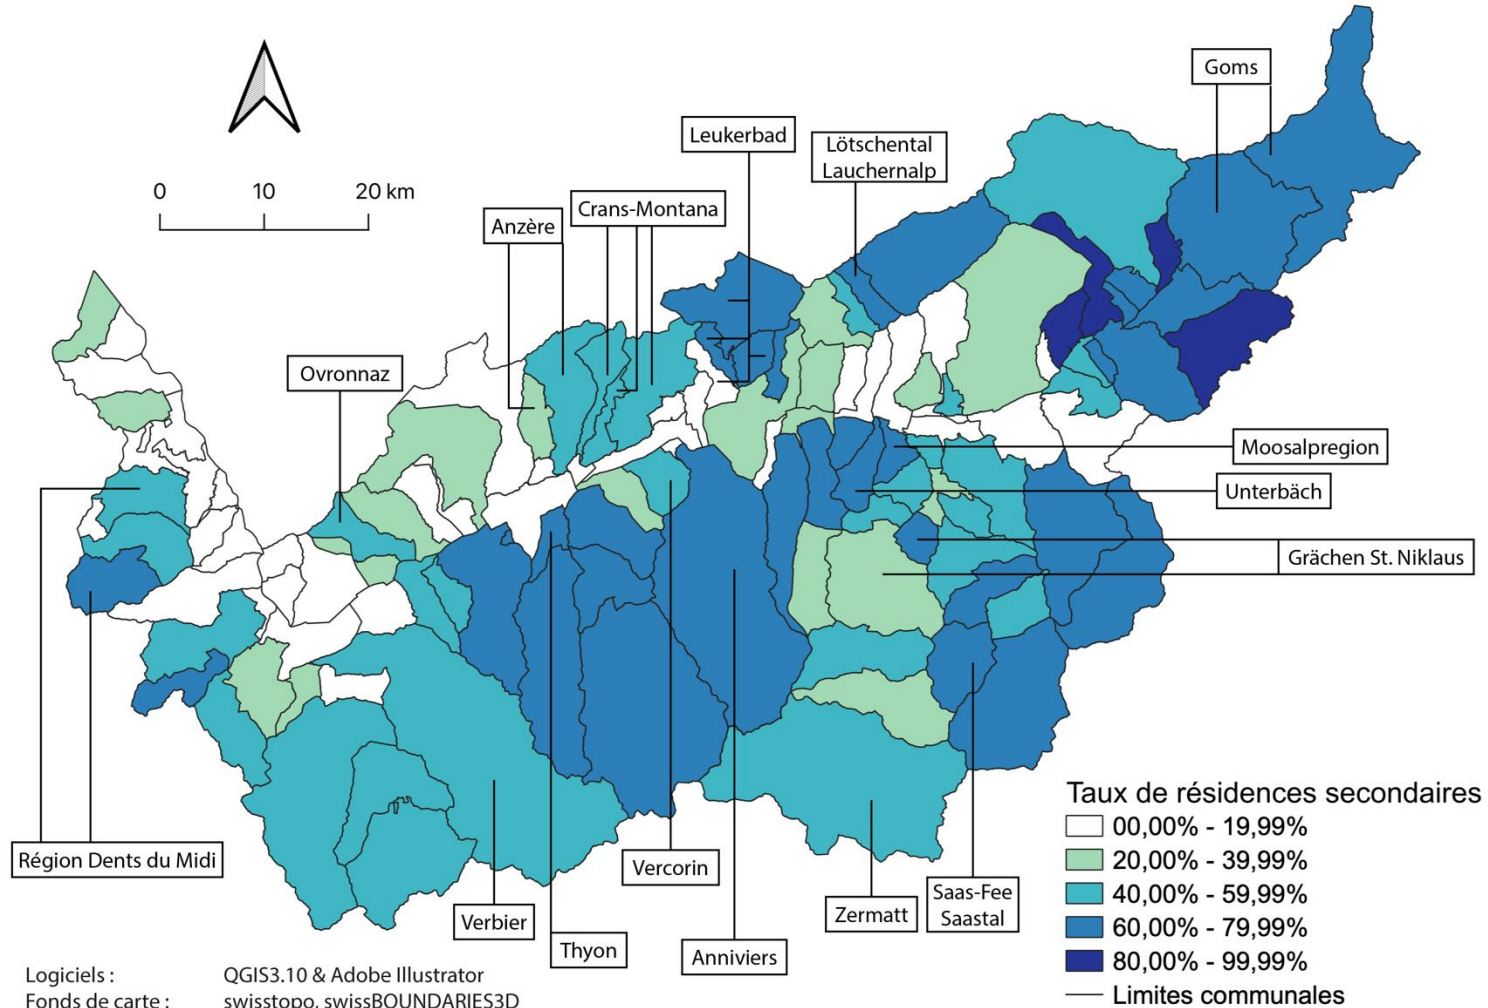 Goms
Leukerbad
Lötschental
Lauchernalp
0 10 20 km
Crans-Montana
Anzère
Ovronnaz
Moosalpregion
Unterbäch
Grächen St. Niklaus
Région Dents du Midi
Verbier
Thyon
Vercorin
Anniviers
Zermatt
Saas-Fee
Saastal
Taux de résidences secondaires
00,00% - 19,99%
20,00% - 39,99%
40,00% - 59,99%
60,00% - 79,99%
80,00% - 99,99%
Limites communales
Logiciels : QGIS3.10 & Adobe Illustrator
Fonds de carte : swisstopo, swissBOUNDARIES3D